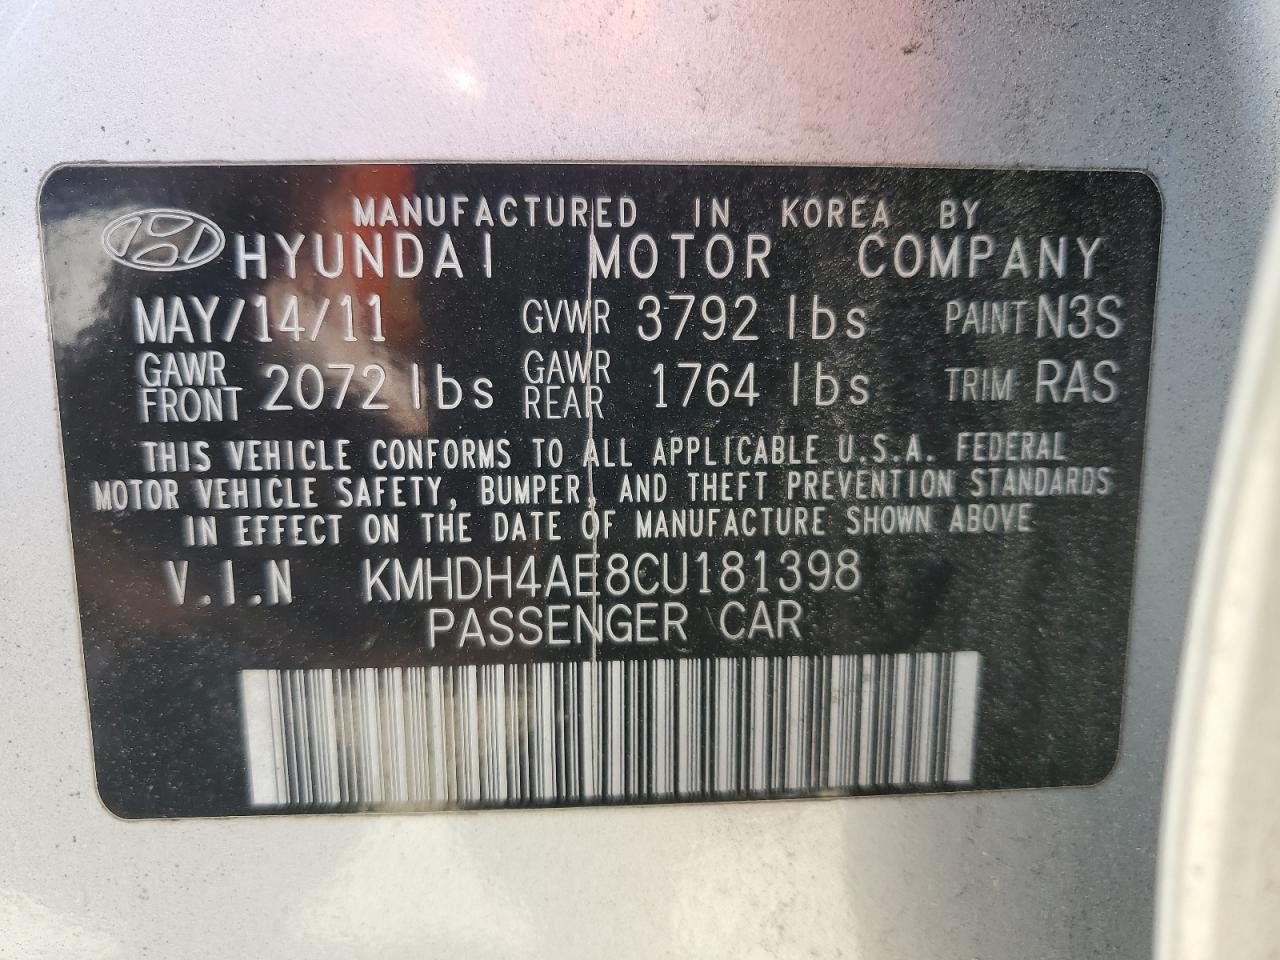 MANUFACTURED IN KOREA BY
HYUNDAI MOTOR COMPANY
MAY/14/11 GVWR 3792 lbs PAINT N3S
GAWR FRONT 2072 lbs GAWR REAR 1764 lbs TRIM RAS
THIS VEHICLE CONFORMS TO ALL APPLICABLE U.S.A. FEDERAL
MOTOR VEHICLE SAFETY, BUMPER, AND THEFT PREVENTION STANDARDS
IN EFFECT ON THE DATE OF MANUFACTURE SHOWN ABOVE
V.I.N KMHDH4AE8CU181398
PASSENGER CAR